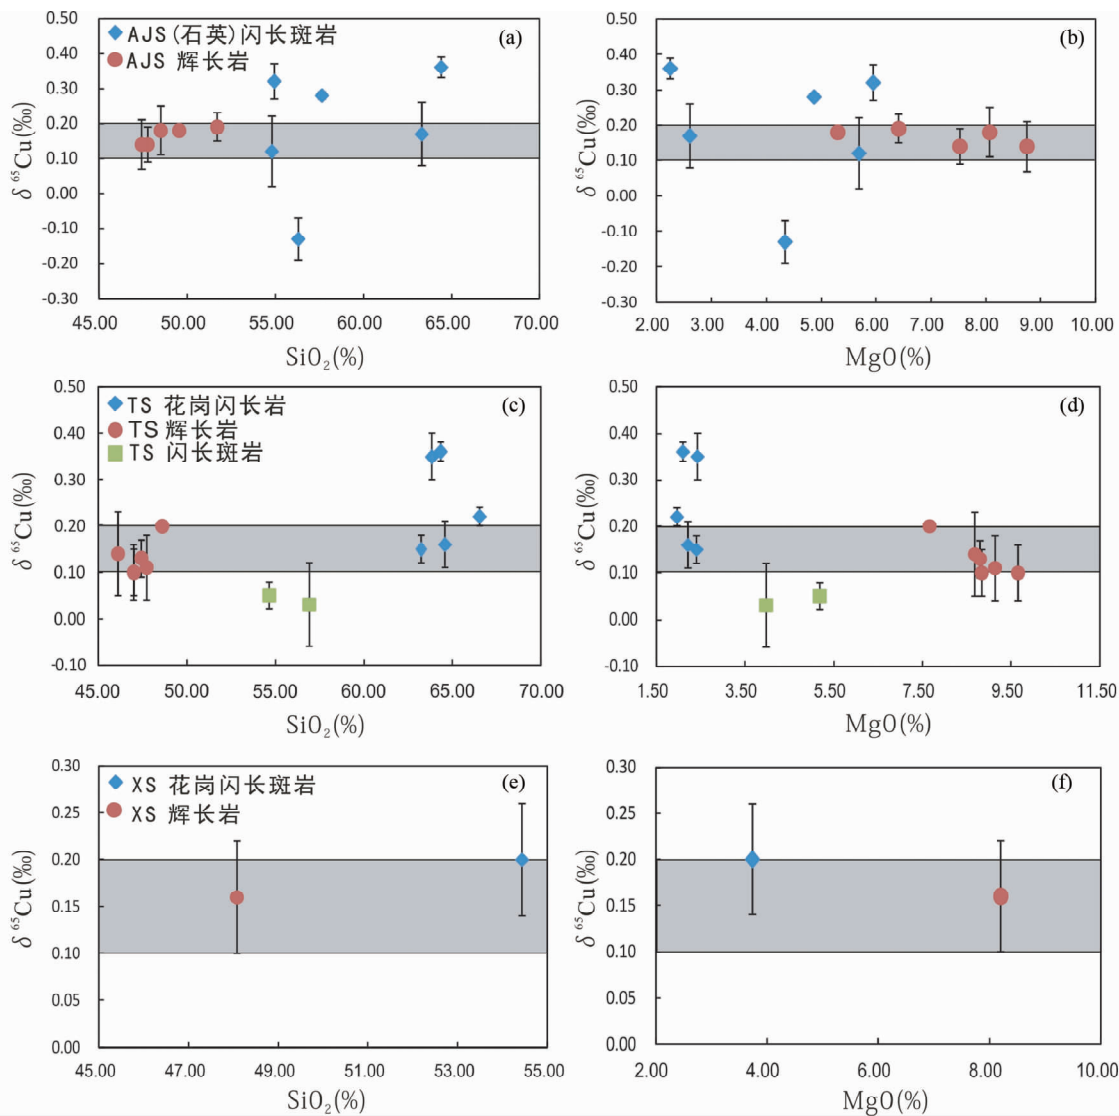 AJS(石英)闪长斑岩
AJS 辉长岩
(a)
0.50
0.40
0.30
0.20
0.10
0.00
-0.10
-0.20
-0.30
δ⁶⁵Cu(‰)
45.00 50.00 55.00 60.00 65.00 70.00
SiO₂(%)
(b)
0.50
0.40
0.30
0.20
0.10
0.00
-0.10
-0.20
-0.30
δ⁶⁵Cu(‰)
2.00 3.00 4.00 5.00 6.00 7.00 8.00 9.00 10.00
MgO(%)
TS 花岗闪长岩
TS 辉长岩
TS 闪长斑岩
(c)
0.50
0.40
0.30
0.20
0.10
0.00
-0.10
δ⁶⁵Cu(‰)
45.00 50.00 55.00 60.00 65.00 70.00
SiO₂(%)
(d)
0.50
0.40
0.30
0.20
0.10
0.00
-0.10
δ⁶⁵Cu(‰)
1.50 3.50 5.50 7.50 9.50 11.50
MgO(%)
XS 花岗闪长斑岩
XS 辉长岩
(e)
0.30
0.25
0.20
0.15
0.10
0.05
0.00
δ⁶⁵Cu(‰)
45.00 47.00 49.00 51.00 53.00 55.00
SiO₂(%)
(f)
0.30
0.25
0.20
0.15
0.10
0.05
0.00
δ⁶⁵Cu(‰)
2.00 4.00 6.00 8.00 10.00
MgO(%)